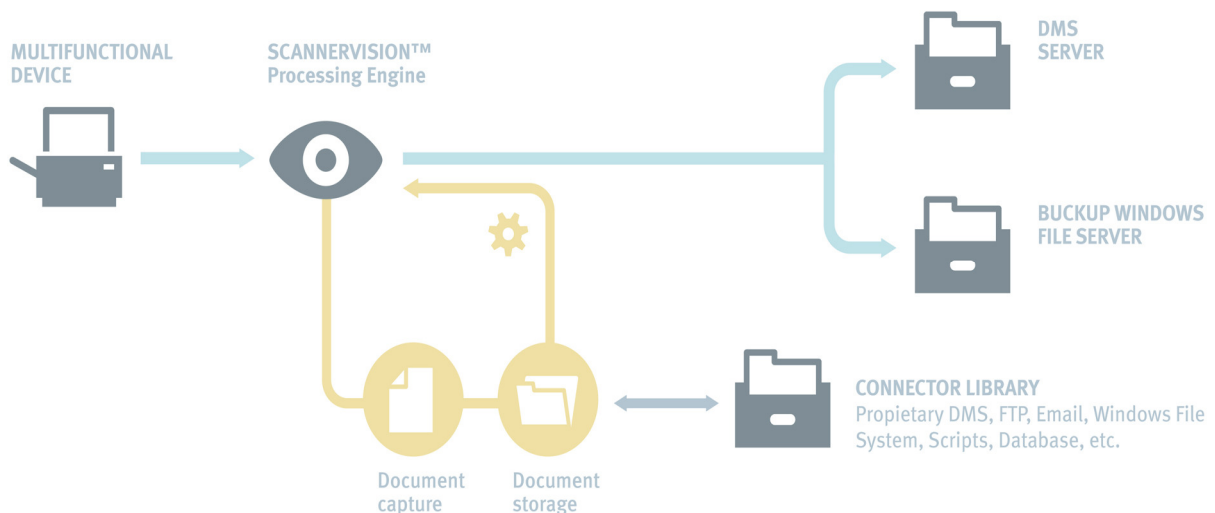 MULTIFUNCTIONAL
DEVICE
SCANNERVISION™
Processing Engine
DMS
SERVER
BUCKUP WINDOWS
FILE SERVER
CONNECTOR LIBRARY
Propietary DMS, FTP, Email, Windows File
System, Scripts, Database, etc.
Document
capture
Document
storage